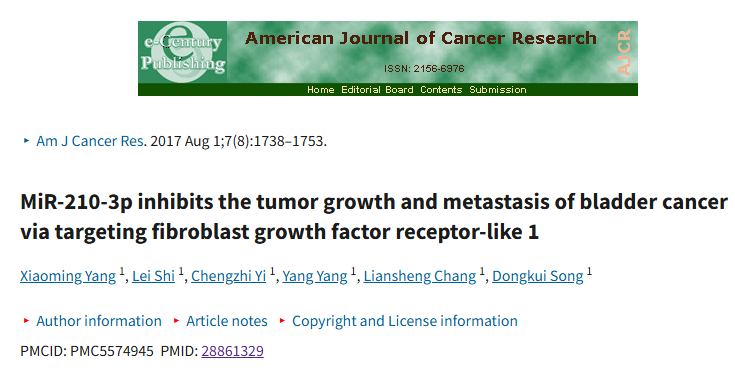 e-Century
Publishing
American Journal of Cancer Research
ISSN: 2156-6976
AJCR
Home Editorial Board Contents Submission
Am J Cancer Res. 2017 Aug 1;7(8):1738–1753.
MiR-210-3p inhibits the tumor growth and metastasis of bladder cancer
via targeting fibroblast growth factor receptor-like 1
Xiaoming Yang 1, Lei Shi 1, Chengzhi Yi 1, Yang Yang 1, Liansheng Chang 1, Dongkui Song 1
Author information Article notes Copyright and License information
PMCID: PMC5574945 PMID: 28861329